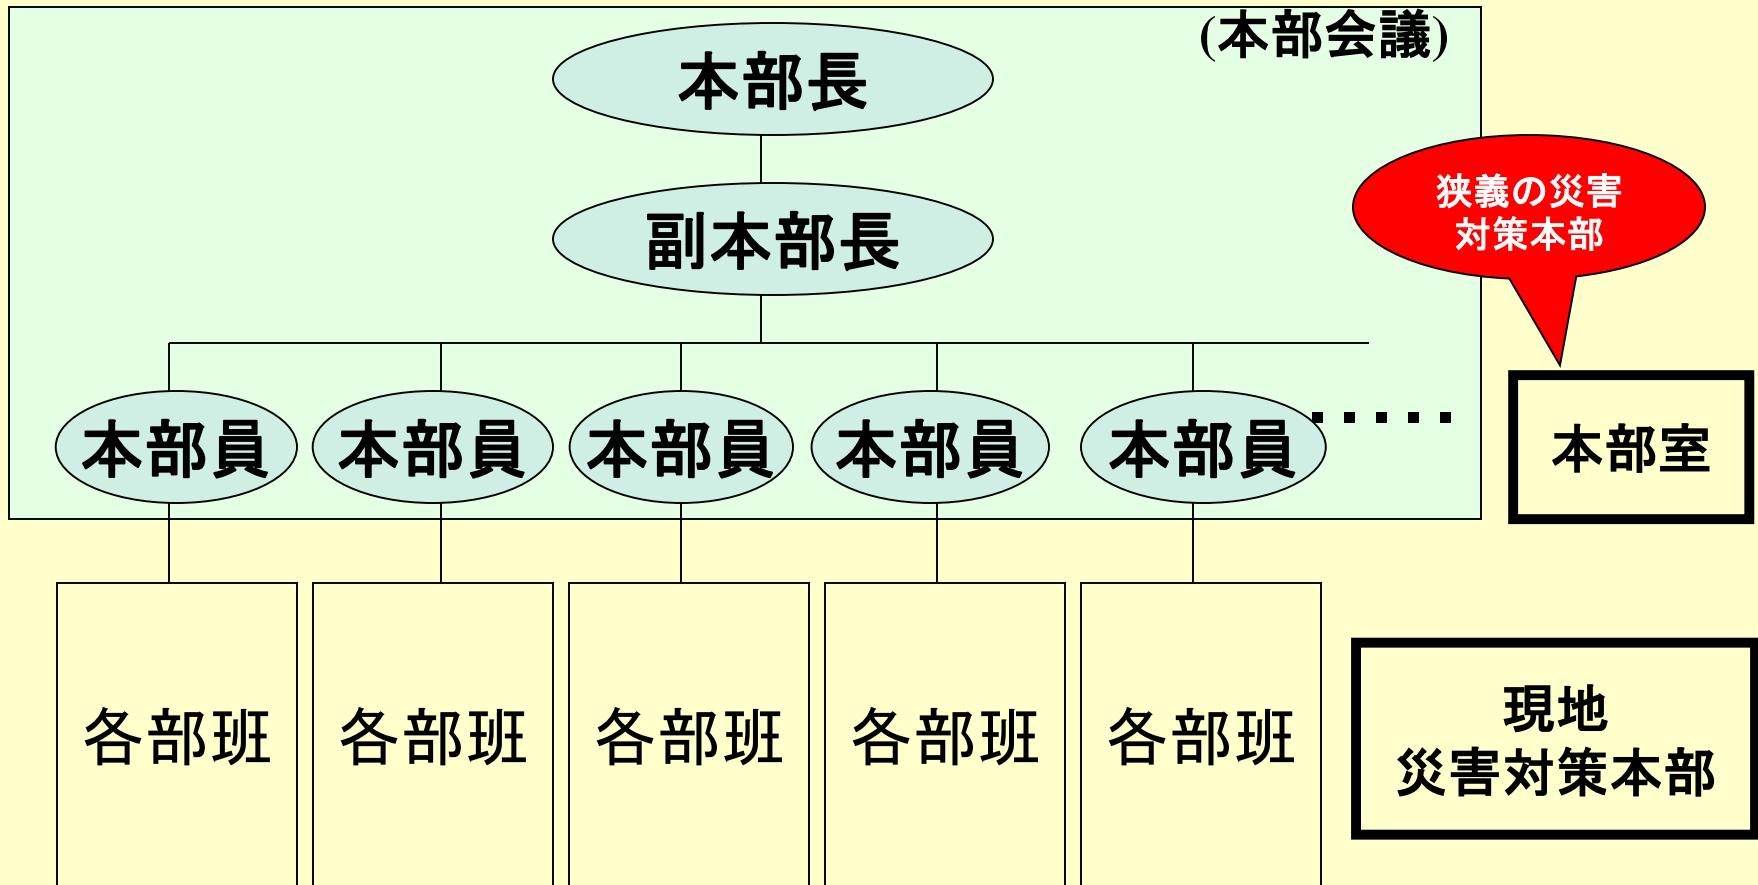 (本部会議)
本部長
狭義の災害
対策本部
副本部長
本部員 本部員 本部員 本部員 本部員 ・・・・・
本部室
各部班 各部班 各部班 各部班 各部班
現地
災害対策本部